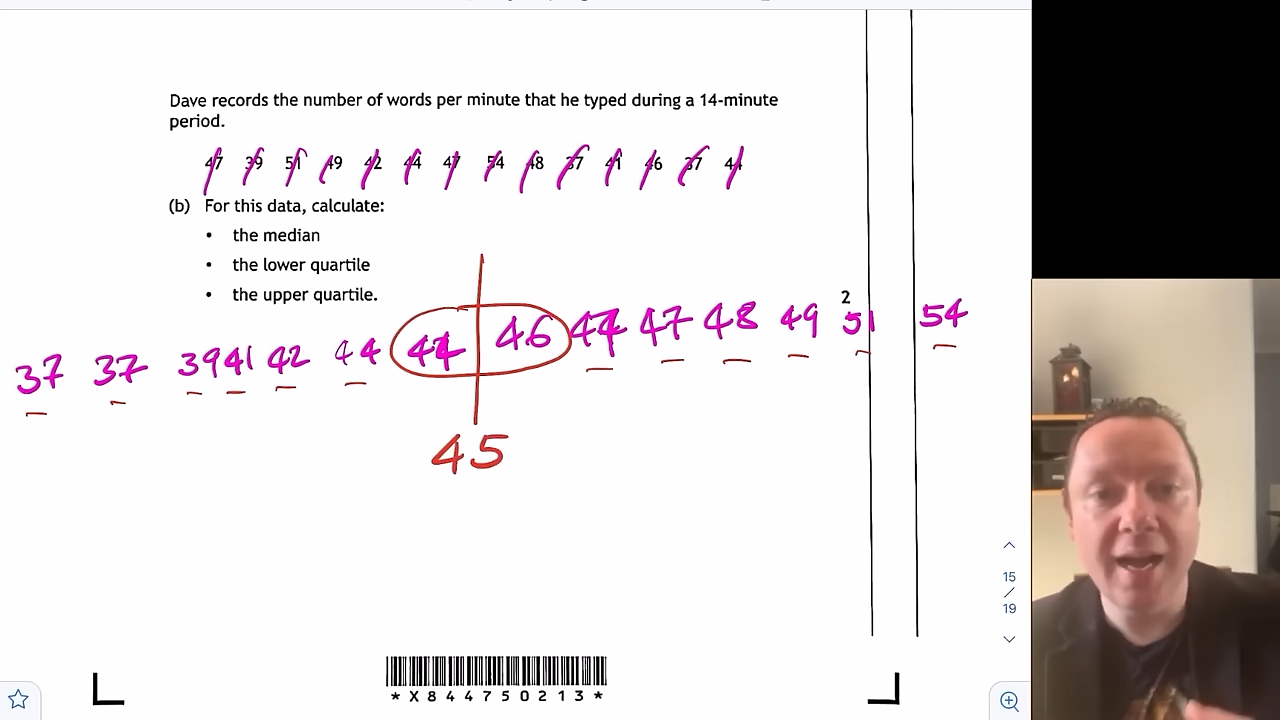 Dave records the number of words per minute that he typed during a 14-minute
period.
47 39 51 49 42 44 47 54 48 37 41 46 37 44
(b) For this data, calculate:
• the median
• the lower quartile
• the upper quartile.
2
37 37 39 41 42 44 44 46 47 47 48 49 51 54
45
15
/
19
*X844750213*